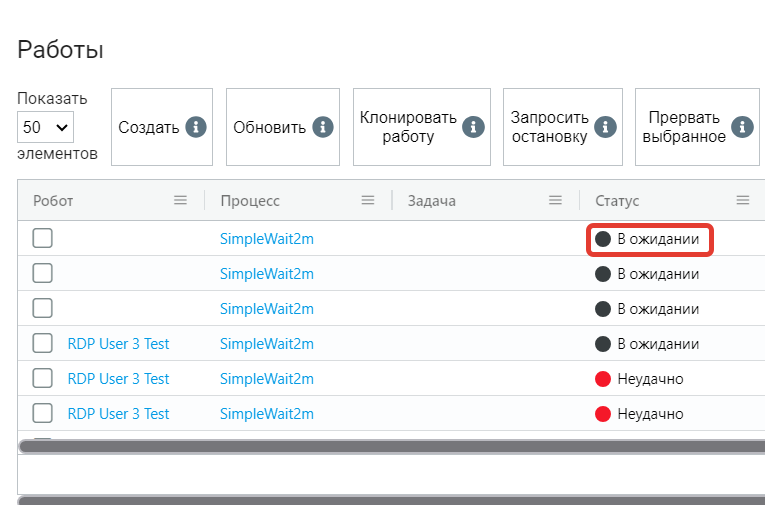 Работы
Показать
50
элементов
Создать
Обновить
Клонировать
работу
Запросить
остановку
Прервать
выбранное
Робот Процесс Задача Статус
SimpleWait2m В ожидании
SimpleWait2m В ожидании
SimpleWait2m В ожидании
RDP User 3 Test SimpleWait2m В ожидании
RDP User 3 Test SimpleWait2m Неудачно
RDP User 3 Test SimpleWait2m Неудачно